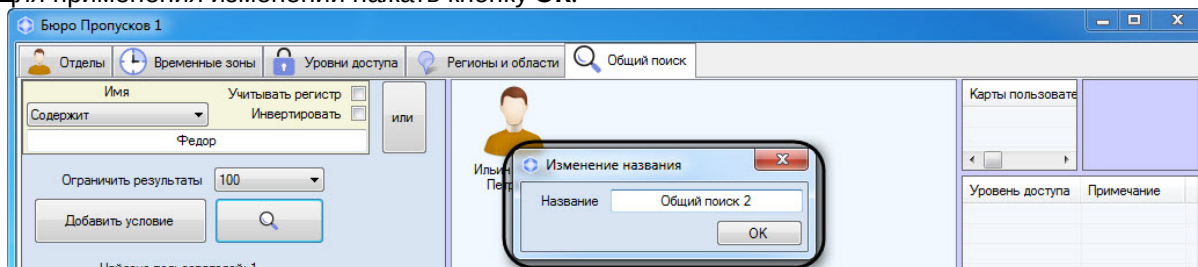 Для применения изменений нажать кнопку ОК.
Бюро Пропусков 1
Отделы Временные зоны Уровни доступа Регионы и области Общий поиск
Имя Учитывать регистр
Содержит Инвертировать
или
Федор
Ограничить результаты 100
Добавить условие
Изменение названия
Название Общий поиск 2
OK
Карты пользовате
Уровень доступа Примечание